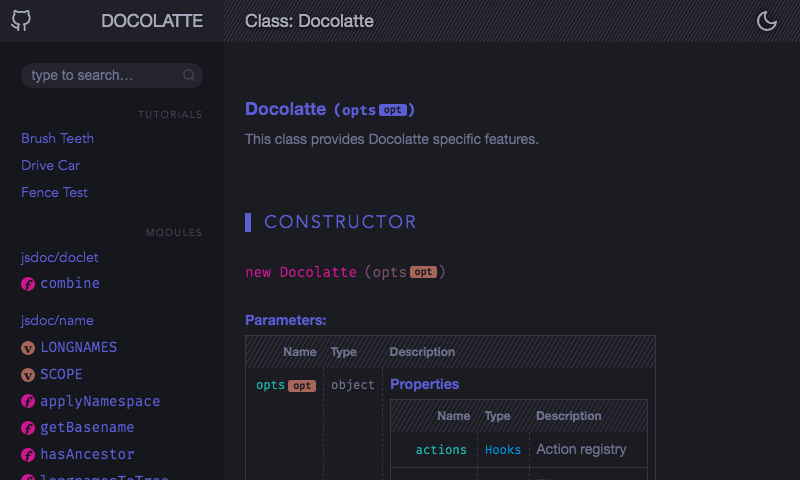 DOCOLATTE
Class: Docolatte
type to search…
TUTORIALS
Brush Teeth
Drive Car
Fence Test
MODULES
jsdoc/doclet
f combine
jsdoc/name
v LONGNAMES
v SCOPE
f applyNamespace
f getBasename
f hasAncestor
f longnamesToTree
Docolatte (opts opt)
This class provides Docolatte specific features.
CONSTRUCTOR
new Docolatte (opts opt)
Parameters:
Name Type Description
opts opt object Properties
Name Type Description
actions Hooks Action registry